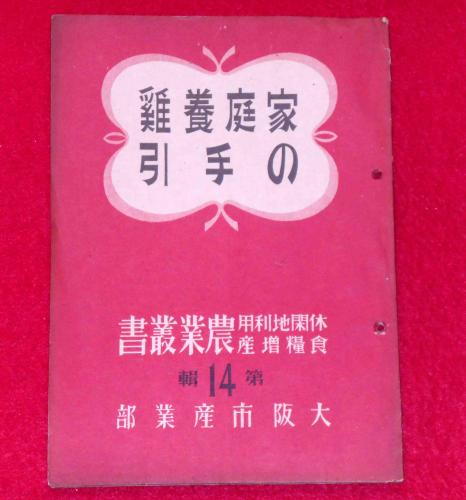 家庭養雞
の手引
休閑地利用
食糧増産
農業叢書
第14輯
大阪市産業部